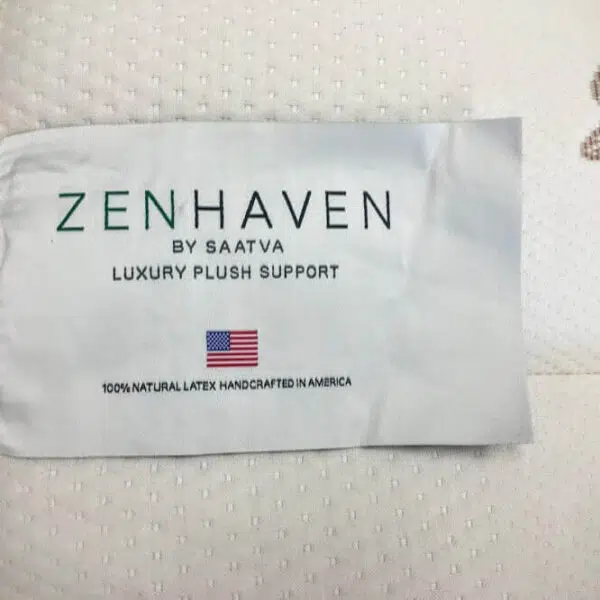 ZENHAVEN
BY SAATVA
LUXURY PLUSH SUPPORT
100% NATURAL LATEX HANDCRAFTED IN AMERICA